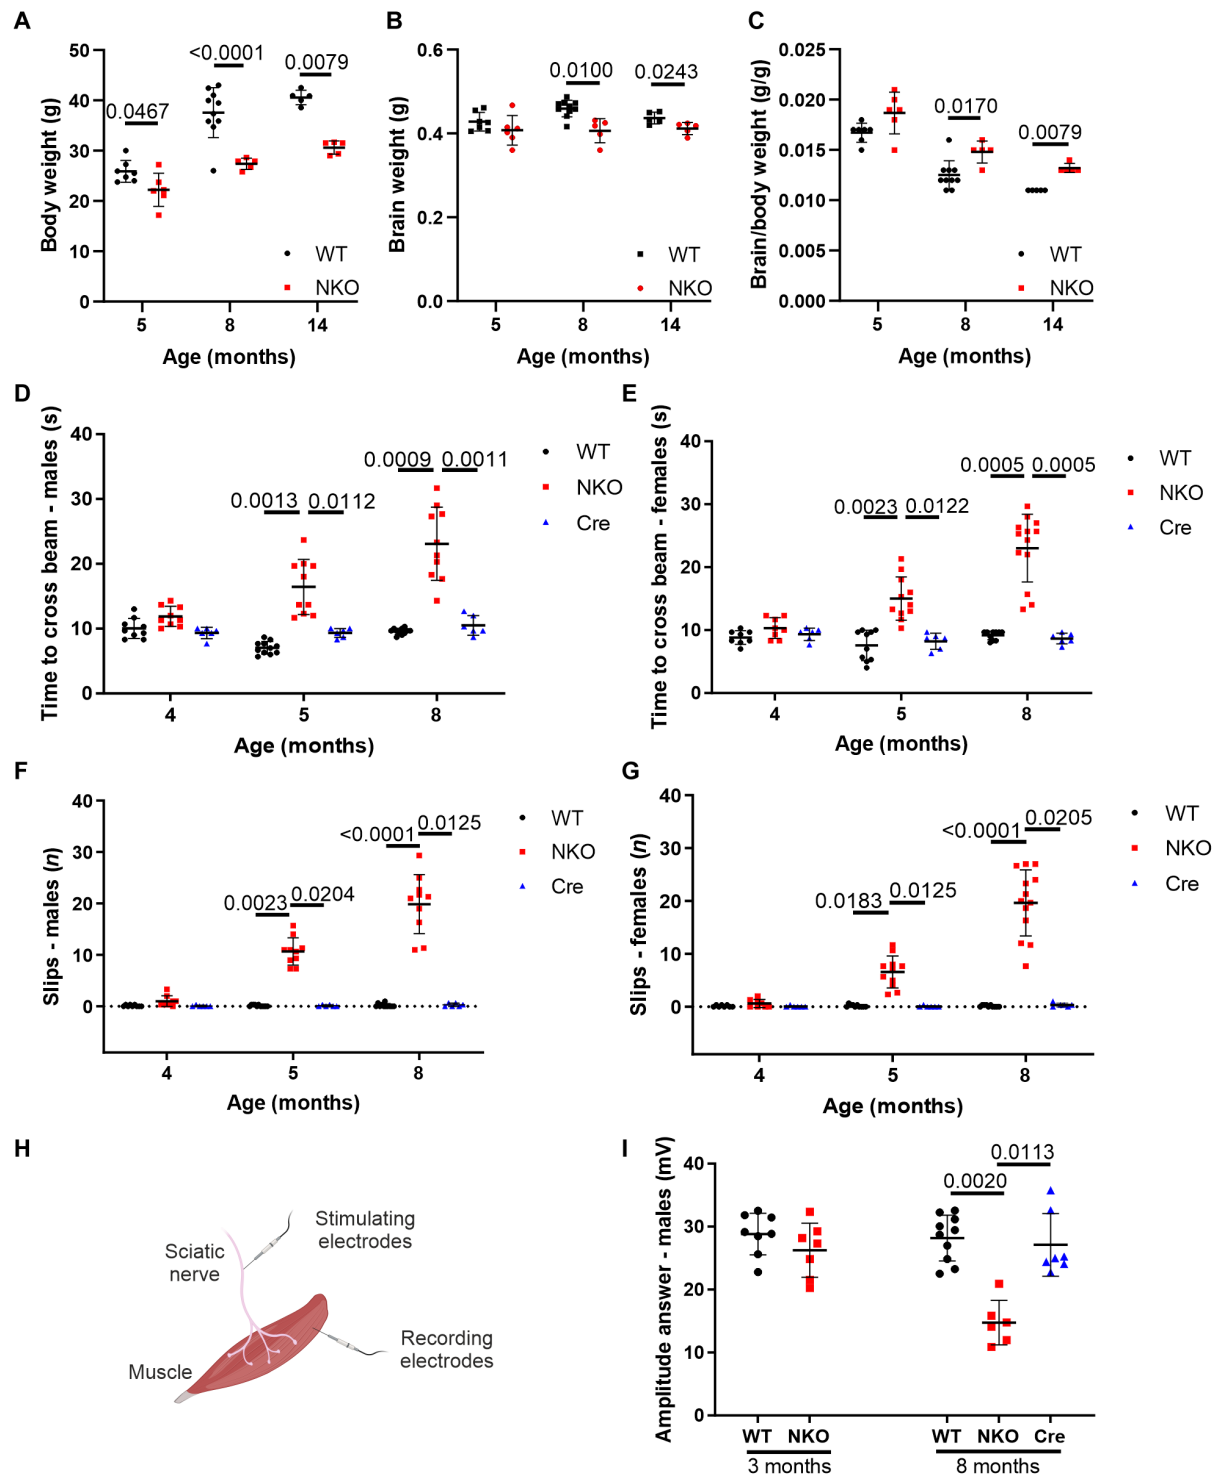 A
Body weight (g)
50
40
30
20
10
0
0.0467
<0.0001
0.0079
WT
NKO
5
8
14
Age (months)
B
Brain weight (g)
0.6
0.4
0.2
0.0
0.0100
0.0243
WT
NKO
5
8
14
Age (months)
C
Brain/body weight (g/g)
0.025
0.020
0.015
0.010
0.005
0.000
0.0170
0.0079
WT
NKO
5
8
14
Age (months)
D
Time to cross beam - males (s)
40
30
20
10
0
0.0013
0.0112
0.0009
0.0011
WT
NKO
Cre
4
5
8
Age (months)
E
Time to cross beam - females (s)
40
30
20
10
0
0.0023
0.0122
0.0005
0.0005
WT
NKO
Cre
4
5
8
Age (months)
F
Slips - males (n)
40
30
20
10
0
0.0023
0.0204
<0.0001
0.0125
WT
NKO
Cre
4
5
8
Age (months)
G
Slips - females (n)
40
30
20
10
0
0.0183
0.0125
<0.0001
0.0205
WT
NKO
Cre
4
5
8
Age (months)
H
Stimulating
electrodes
Sciatic
nerve
Recording
electrodes
Muscle
I
Amplitude answer - males (mV)
40
30
20
10
0
0.0020
0.0113
WT
NKO
WT
NKO
Cre
3 months
8 months